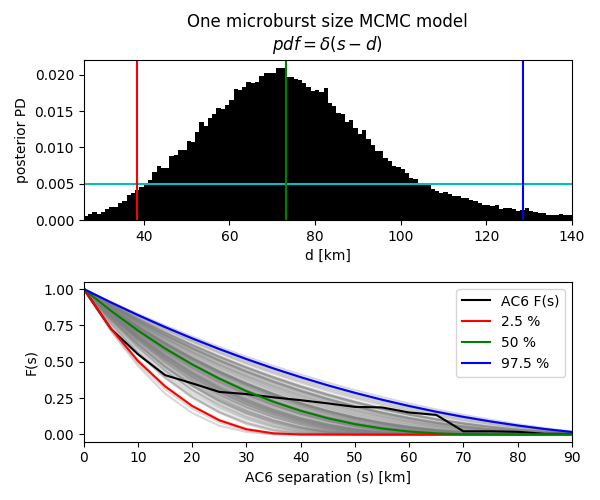 One microburst size MCMC model
pdf = δ(s − d)
0.020
0.015
0.010
0.005
0.000
posterior PD
40 60 80 100 120 140
d [km]
1.00
0.75
0.50
0.25
0.00
F(s)
AC6 F(s)
2.5 %
50 %
97.5 %
0 10 20 30 40 50 60 70 80 90
AC6 separation (s) [km]